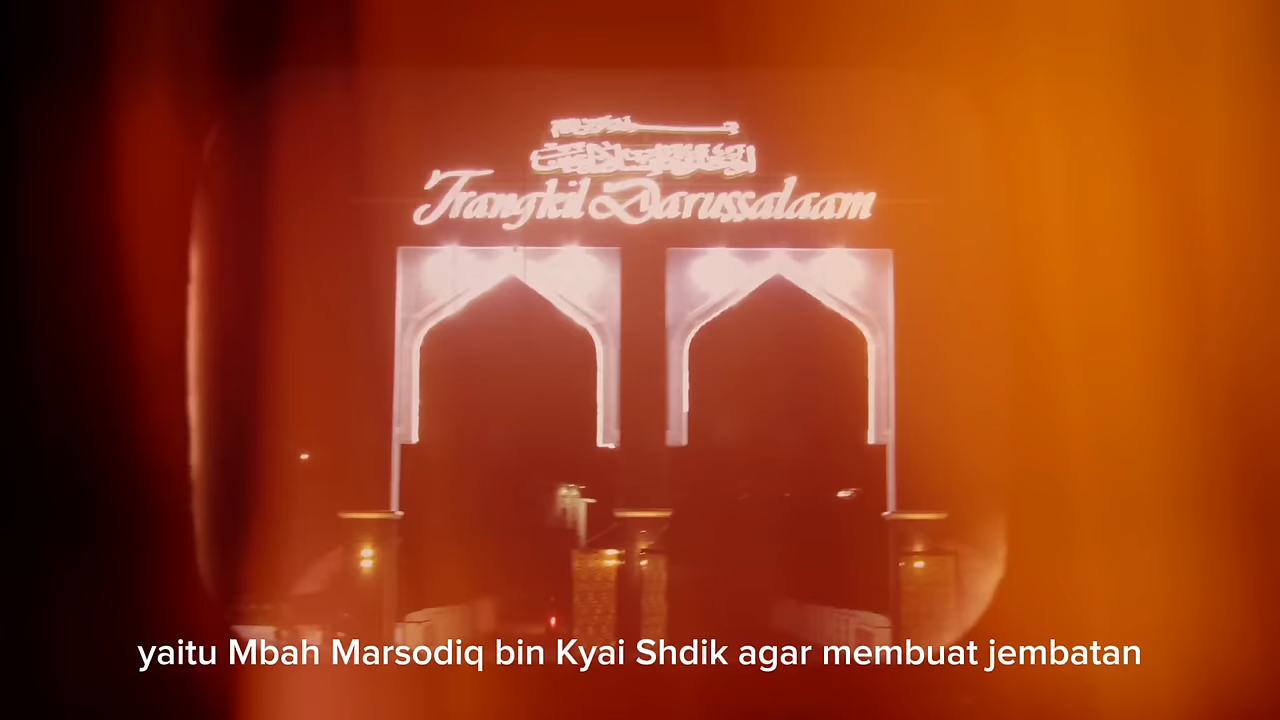 Trangkil Darussalaam
yaitu Mbah Marsodiq bin Kyai Shdik agar membuat jembatan